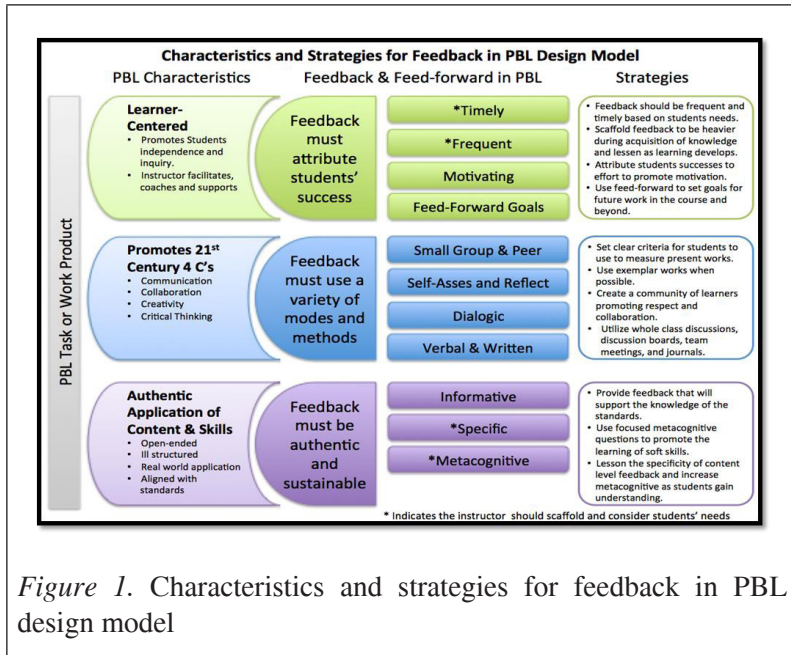 Characteristics and Strategies for Feedback in PBL Design Model
PBL Characteristics
Feedback & Feed-forward in PBL
Strategies
PBL Task or Work Product
Learner-
Centered
• Promotes Students
independence and
inquiry.
• Instructor facilitates,
coaches and supports
Feedback
must
attribute
students'
success
*Timely
*Frequent
Motivating
Feed-Forward Goals
• Feedback should be frequent and
timely based on students needs.
• Scaffold feedback to be heavier
during acquisition of knowledge
and lessen as learning develops.
• Attribute students successes to
effort to promote motivation.
• Use feed-forward to set goals for
future work in the course and
beyond.
Promotes 21st
Century 4 C's
• Communication
• Collaboration
• Creativity
• Critical Thinking
Feedback
must use a
variety of
modes and
methods
Small Group & Peer
Self-Asses and Reflect
Dialogic
Verbal & Written
• Set clear criteria for students to
use to measure present works.
• Use exemplar works when
possible.
• Create a community of learners
promoting respect and
collaboration.
• Utilize whole class discussions,
discussion boards, team
meetings, and journals.
Authentic
Application of
Content & Skills
• Open-ended
• Ill structured
• Real world application
• Aligned with
standards
Feedback
must be
authentic
and
sustainable
Informative
*Specific
*Metacognitive
• Provide feedback that will
support the knowledge of the
standards.
• Use focused metacognitive
questions to promote the
learning of soft skills.
• Lesson the specificity of content
level feedback and increase
metacognitive as students gain
understanding.
* Indicates the instructor should scaffold and consider students' needs
Figure 1. Characteristics and strategies for feedback in PBL
design model